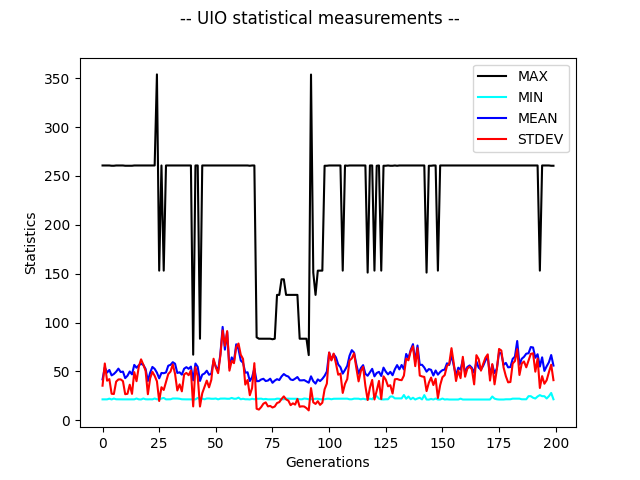 -- UIO statistical measurements --
350
300
250
200
150
100
50
0
Statistics
MAX
MIN
MEAN
STDEV
0 25 50 75 100 125 150 175 200
Generations